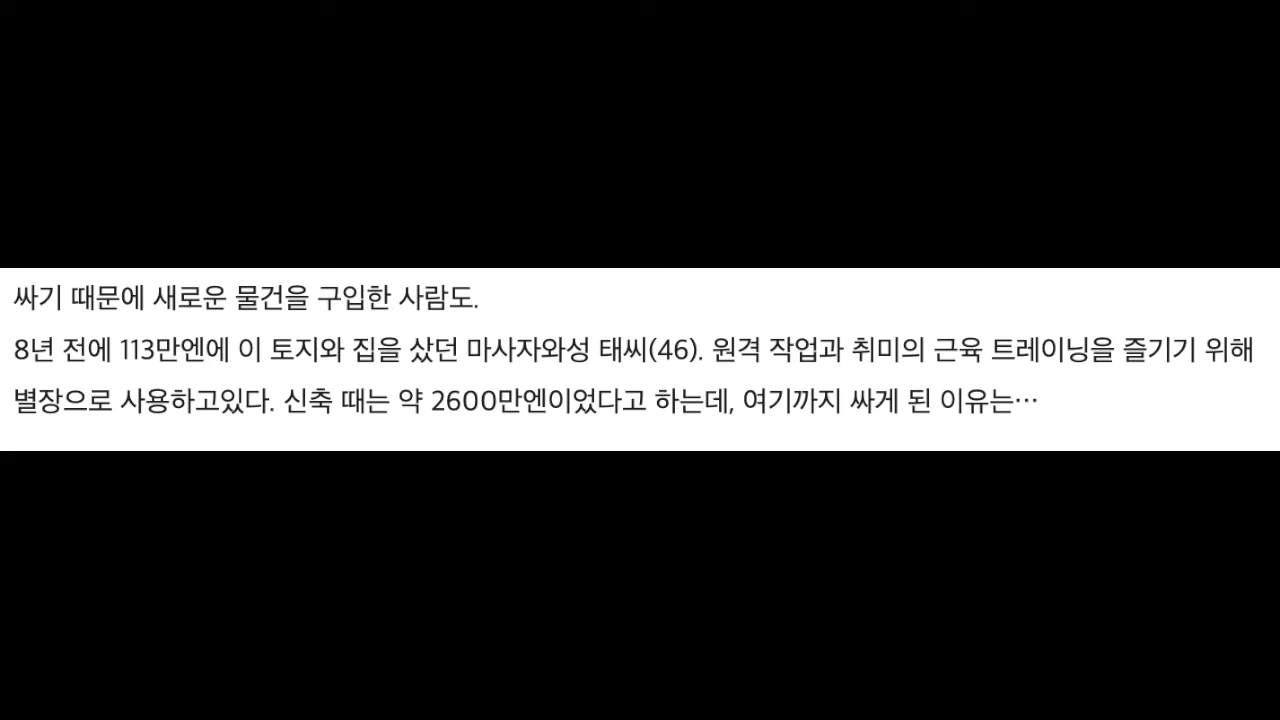 싸기 때문에 새로운 물건을 구입한 사람도.
8년 전에 113만엔에 이 토지와 집을 샀던 마사자와성 태씨(46). 원격 작업과 취미의 근육 트레이닝을 즐기기 위해
별장으로 사용하고있다. 신축 때는 약 2600만엔이었다고 하는데, 여기까지 싸게 된 이유는…